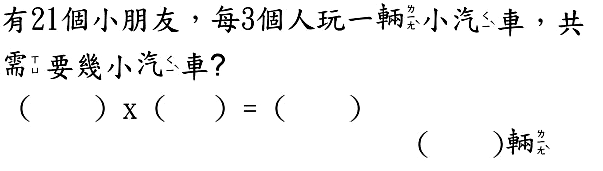 有21個小朋友，每3個人玩一輛ㄌㄧㄤˋ小汽ㄑㄧˋ車，共
需ㄒㄩ要幾小汽ㄑㄧˋ車?
(    ) x (    ) = (    )
(    )輛ㄌㄧㄤˋ